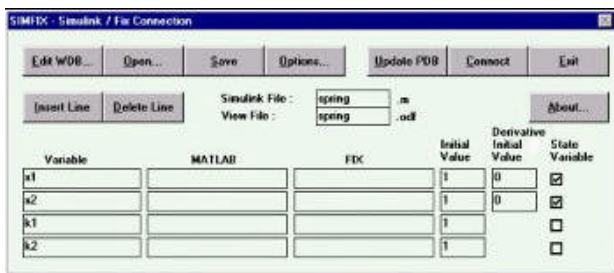 SIMFIX - Simulink / Fix Connection
Edit WDB... Open... Save Options... Update PDB Connect Exit
Insert Line Delete Line Simulink File : spring .m About...
View File : spring .odf
Variable MATLAB FIX Initial Value Derivative Initial Value State Variable
x1 1 0
x2 1 0
k1 1
k2 1